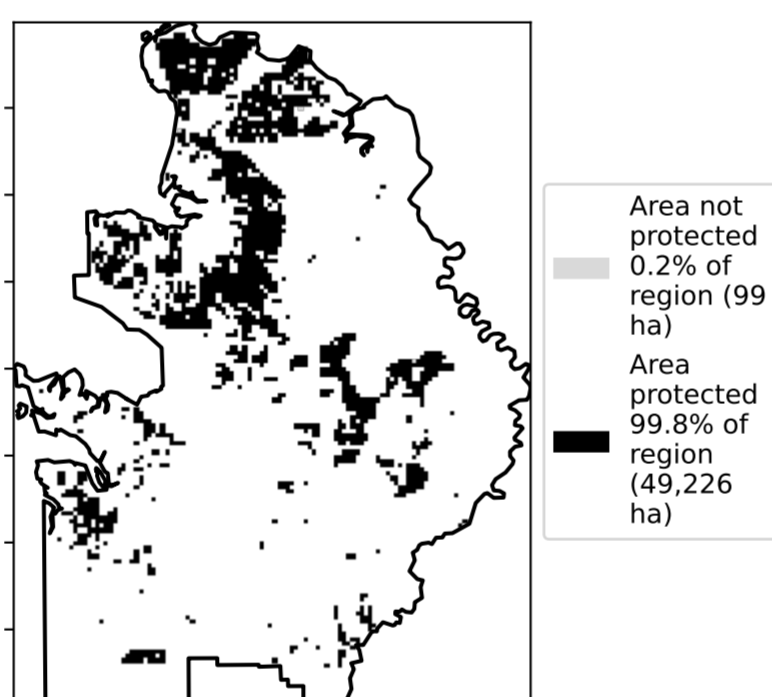 Area not
protected
0.2% of
region (99
ha)
Area
protected
99.8% of
region
(49,226
ha)